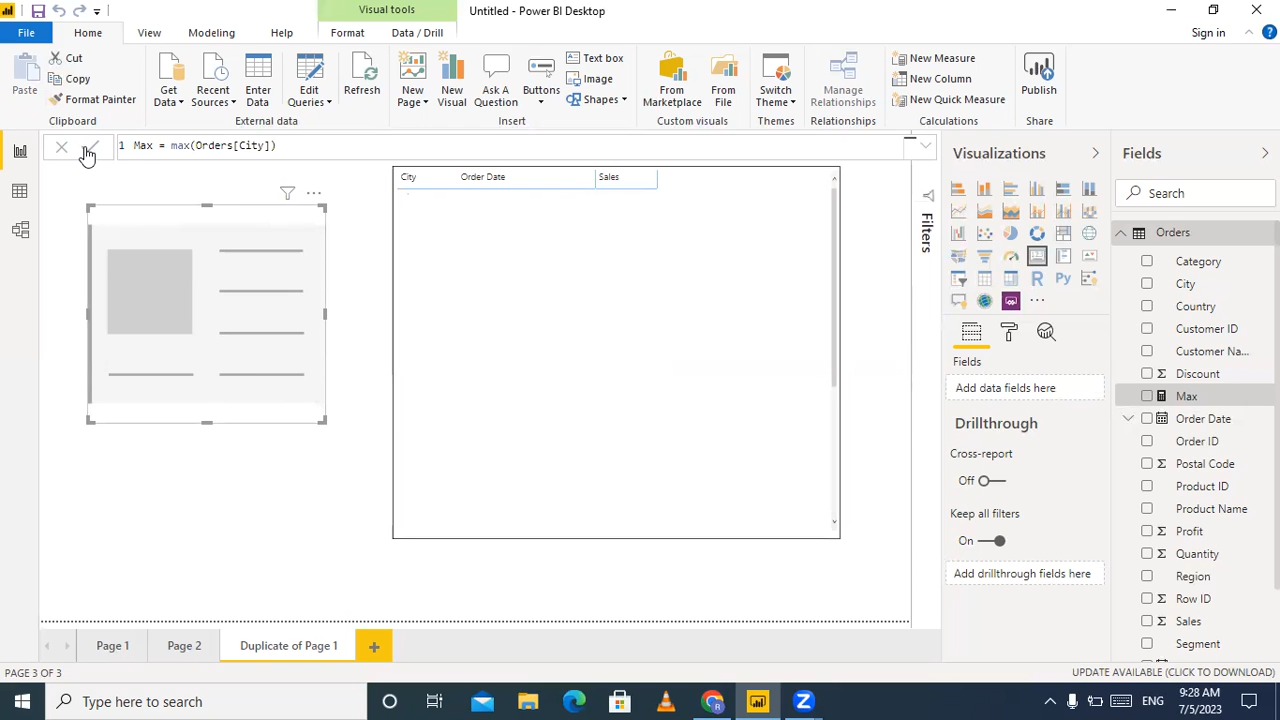 Visual tools
Untitled - Power BI Desktop
File
Home
View
Modeling
Help
Format
Data / Drill
Sign in
Paste
Cut
Copy
Format Painter
Clipboard
Get Data
Recent Sources
Enter Data
Edit Queries
Refresh
External data
New Page
New Visual
Ask A Question
Buttons
Text box
Image
Shapes
Insert
From Marketplace
From File
Custom visuals
Switch Theme
Themes
Manage Relationships
Relationships
New Measure
New Column
New Quick Measure
Calculations
Publish
Share
1 Max = max(Orders[City])
City Order Date Sales
Filters
Visualizations
R
Py
Fields
Add data fields here
Drillthrough
Cross-report
Off
Keep all filters
On
Add drillthrough fields here
Fields
Search
Orders
Category
City
Country
Customer ID
Customer Na...
Discount
Max
Order Date
Order ID
Postal Code
Product ID
Product Name
Profit
Quantity
Region
Row ID
Sales
Segment
Page 1
Page 2
Duplicate of Page 1
PAGE 3 OF 3
UPDATE AVAILABLE (CLICK TO DOWNLOAD)
Type here to search
ENG
9:28 AM
7/5/2023